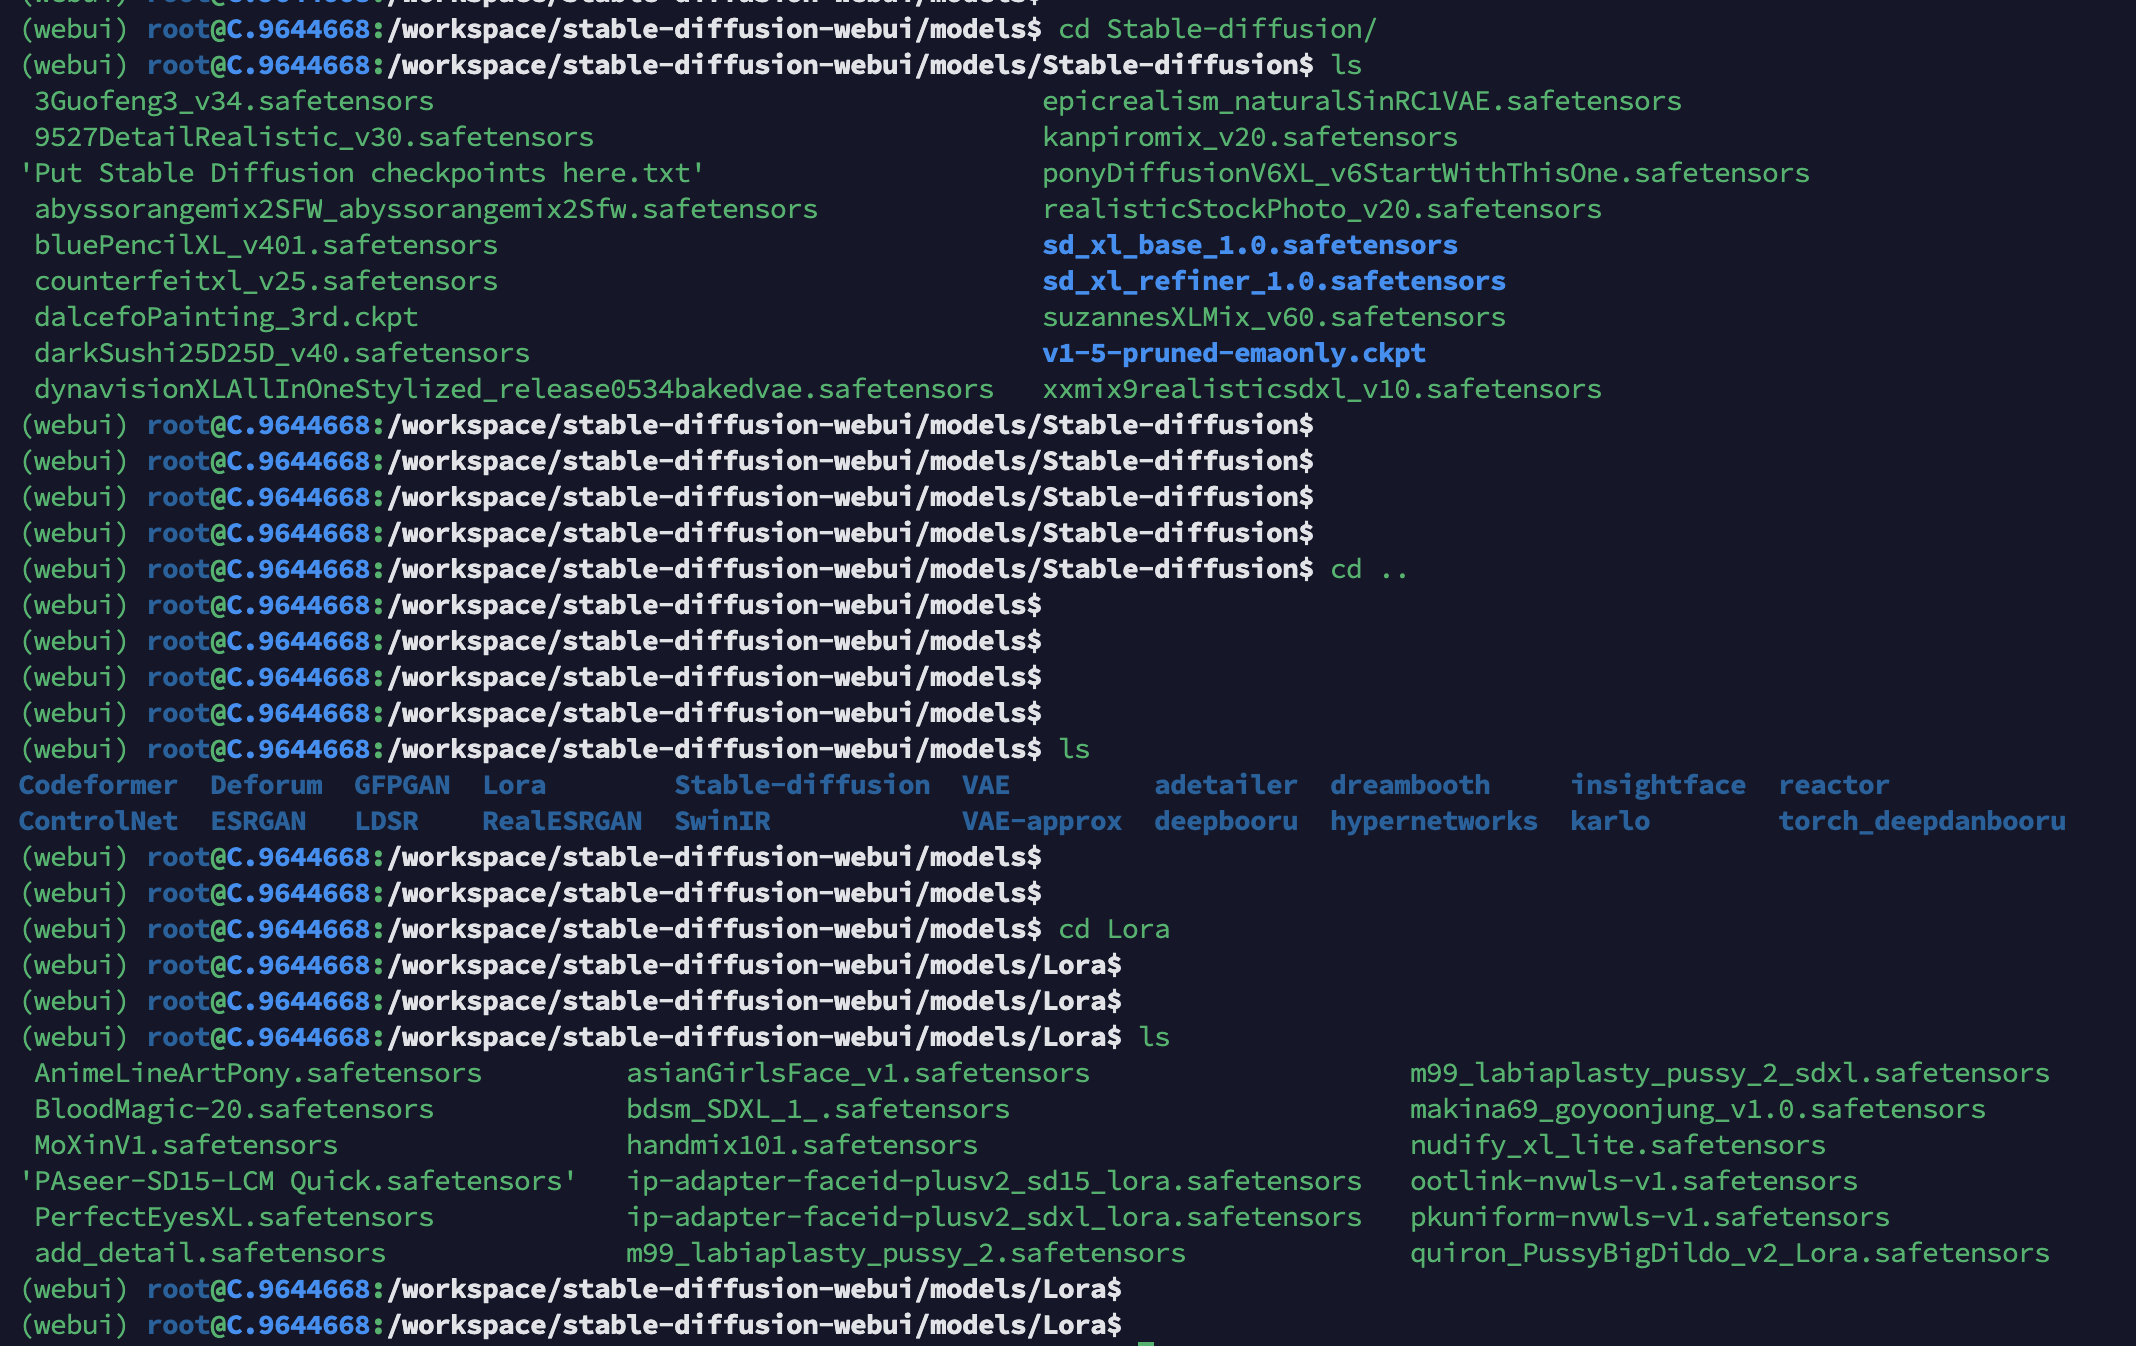 (webui) root@C.9644668:/workspace/stable-diffusion-webui/models$
(webui) root@C.9644668:/workspace/stable-diffusion-webui/models$ cd Stable-diffusion/
(webui) root@C.9644668:/workspace/stable-diffusion-webui/models/Stable-diffusion$ ls
3Guofeng3_v34.safetensors epicrealism_naturalSinRC1VAE.safetensors
9527DetailRealistic_v30.safetensors kanpiromix_v20.safetensors
'Put Stable Diffusion checkpoints here.txt' ponyDiffusionV6XL_v6StartWithThisOne.safetensors
abyssorangemix2SFW_abyssorangemix2Sfw.safetensors realisticStockPhoto_v20.safetensors
bluePencilXL_v401.safetensors sd_xl_base_1.0.safetensors
counterfeitxl_v25.safetensors sd_xl_refiner_1.0.safetensors
dalcefoPainting_3rd.ckpt suzannesXLMix_v60.safetensors
darkSushi25D25D_v40.safetensors v1-5-pruned-emaonly.ckpt
dynavisionXLAllInOneStylized_release0534bakedvae.safetensors xxmix9realisticsdxl_v10.safetensors
(webui) root@C.9644668:/workspace/stable-diffusion-webui/models/Stable-diffusion$
(webui) root@C.9644668:/workspace/stable-diffusion-webui/models/Stable-diffusion$
(webui) root@C.9644668:/workspace/stable-diffusion-webui/models/Stable-diffusion$
(webui) root@C.9644668:/workspace/stable-diffusion-webui/models/Stable-diffusion$
(webui) root@C.9644668:/workspace/stable-diffusion-webui/models/Stable-diffusion$ cd ..
(webui) root@C.9644668:/workspace/stable-diffusion-webui/models$
(webui) root@C.9644668:/workspace/stable-diffusion-webui/models$
(webui) root@C.9644668:/workspace/stable-diffusion-webui/models$
(webui) root@C.9644668:/workspace/stable-diffusion-webui/models$
(webui) root@C.9644668:/workspace/stable-diffusion-webui/models$ ls
Codeformer Deforum GFPGAN Lora Stable-diffusion VAE adetailer dreambooth insightface reactor
ControlNet ESRGAN LDSR RealESRGAN SwinIR VAE-approx deepbooru hypernetworks karlo torch_deepdanbooru
(webui) root@C.9644668:/workspace/stable-diffusion-webui/models$
(webui) root@C.9644668:/workspace/stable-diffusion-webui/models$
(webui) root@C.9644668:/workspace/stable-diffusion-webui/models$ cd Lora
(webui) root@C.9644668:/workspace/stable-diffusion-webui/models/Lora$
(webui) root@C.9644668:/workspace/stable-diffusion-webui/models/Lora$
(webui) root@C.9644668:/workspace/stable-diffusion-webui/models/Lora$ ls
AnimeLineArtPony.safetensors asianGirlsFace_v1.safetensors m99_labiaplasty_pussy_2_sdxl.safetensors
BloodMagic-20.safetensors bdsm_SDXL_1_.safetensors makina69_goyoonjung_v1.0.safetensors
MoXinV1.safetensors handmix101.safetensors nudify_xl_lite.safetensors
'PAseer-SD15-LCM Quick.safetensors' ip-adapter-faceid-plusv2_sd15_lora.safetensors ootlink-nvwls-v1.safetensors
PerfectEyesXL.safetensors ip-adapter-faceid-plusv2_sdxl_lora.safetensors pkuniform-nvwls-v1.safetensors
add_detail.safetensors m99_labiaplasty_pussy_2.safetensors quiron_PussyBigDildo_v2_Lora.safetensors
(webui) root@C.9644668:/workspace/stable-diffusion-webui/models/Lora$
(webui) root@C.9644668:/workspace/stable-diffusion-webui/models/Lora$